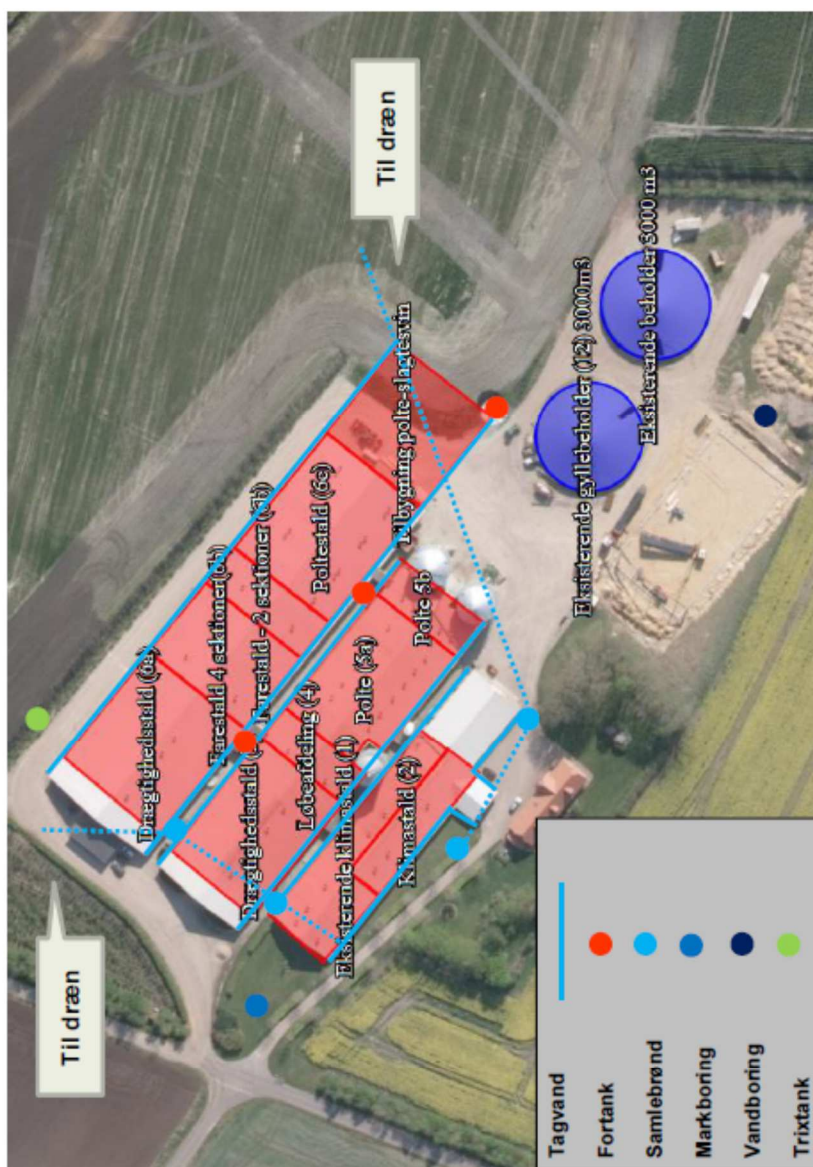 Til dræn
Til dræn
Drægtighedsstald (6a)
Farestald 4 sektioner(6b)
Farestald - 2 sektioner (6b)
Poltestald (6c)
Tilbygning polte-slagtesvin
Drægtighedsstald
Løbeafdeling (4)
Polte (5a)
Polte 5b
Eksisterende klimastald (1)
Klimastald (2)
Eksisterende gyllebeholder (12) 3000m3
Eksisterende beholder 3000 m3
Tagvand
Fortank
Samlebrønd
Markboring
Vandboring
Trixtank